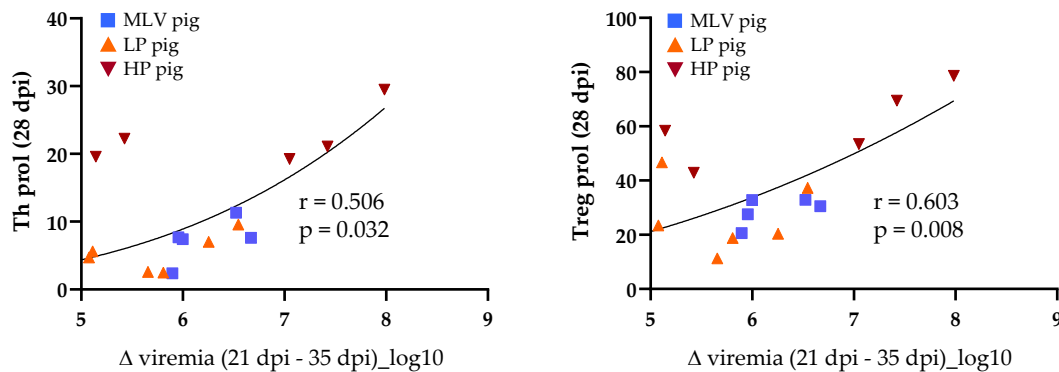 MLV pig
LP pig
HP pig
40
30
20
10
0
Th prol (28 dpi)
r = 0.506
p = 0.032
5 6 7 8 9
Δ viremia (21 dpi - 35 dpi)_log10
MLV pig
LP pig
HP pig
100
80
60
40
20
0
Treg prol (28 dpi)
r = 0.603
p = 0.008
5 6 7 8 9
Δ viremia (21 dpi - 35 dpi)_log10